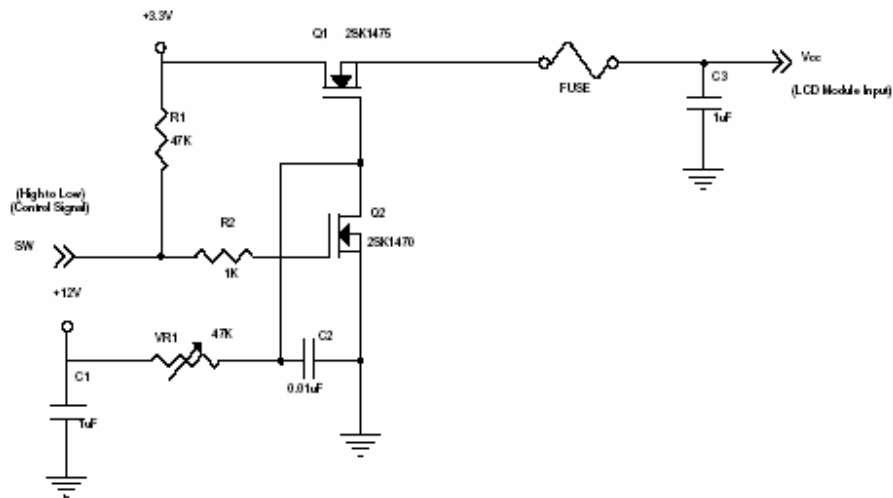 +3.3V
Q1 2SK1475
Vcc
FUSE
C3
(LCD Module Input)
1uF
R1
47K
(High to Low)
(Control Signal)
SW
R2
1K
Q2
2SK1470
+12V
VR1
47K
C2
0.01uF
C1
1uF